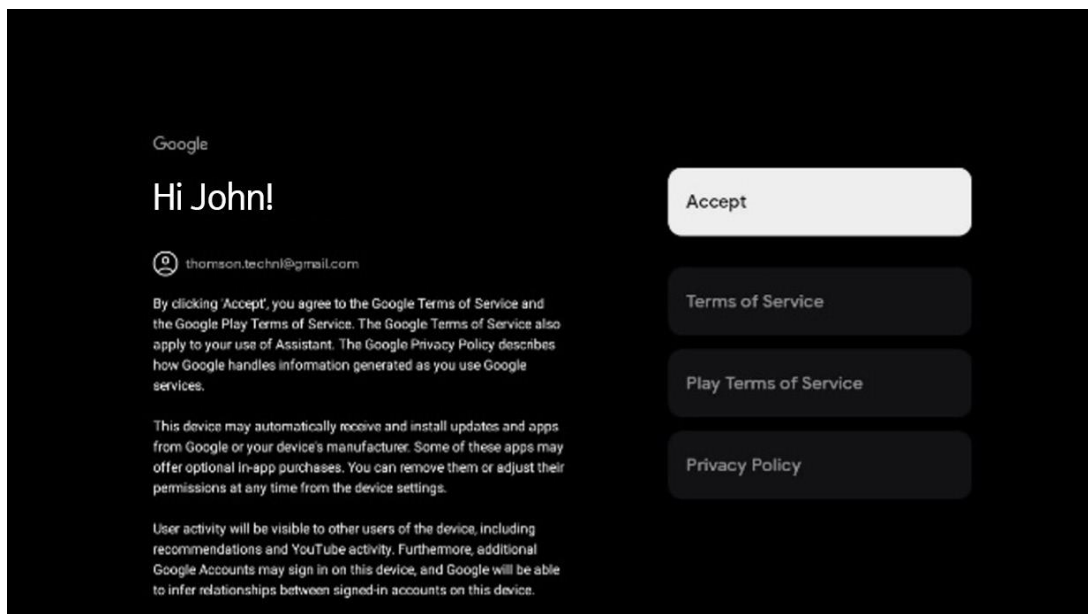 Google
Hi John!
thomson.technl@gmail.com
By clicking 'Accept', you agree to the Google Terms of Service and
the Google Play Terms of Service. The Google Terms of Service also
apply to your use of Assistant. The Google Privacy Policy describes
how Google handles information generated as you use Google
services.
This device may automatically receive and install updates and apps
from Google or your device's manufacturer. Some of these apps may
offer optional in-app purchases. You can remove them or adjust their
permissions at any time from the device settings.
User activity will be visible to other users of the device, including
recommendations and YouTube activity. Furthermore, additional
Google Accounts may sign in on this device, and Google will be able
to infer relationships between signed-in accounts on this device.
Accept
Terms of Service
Play Terms of Service
Privacy Policy